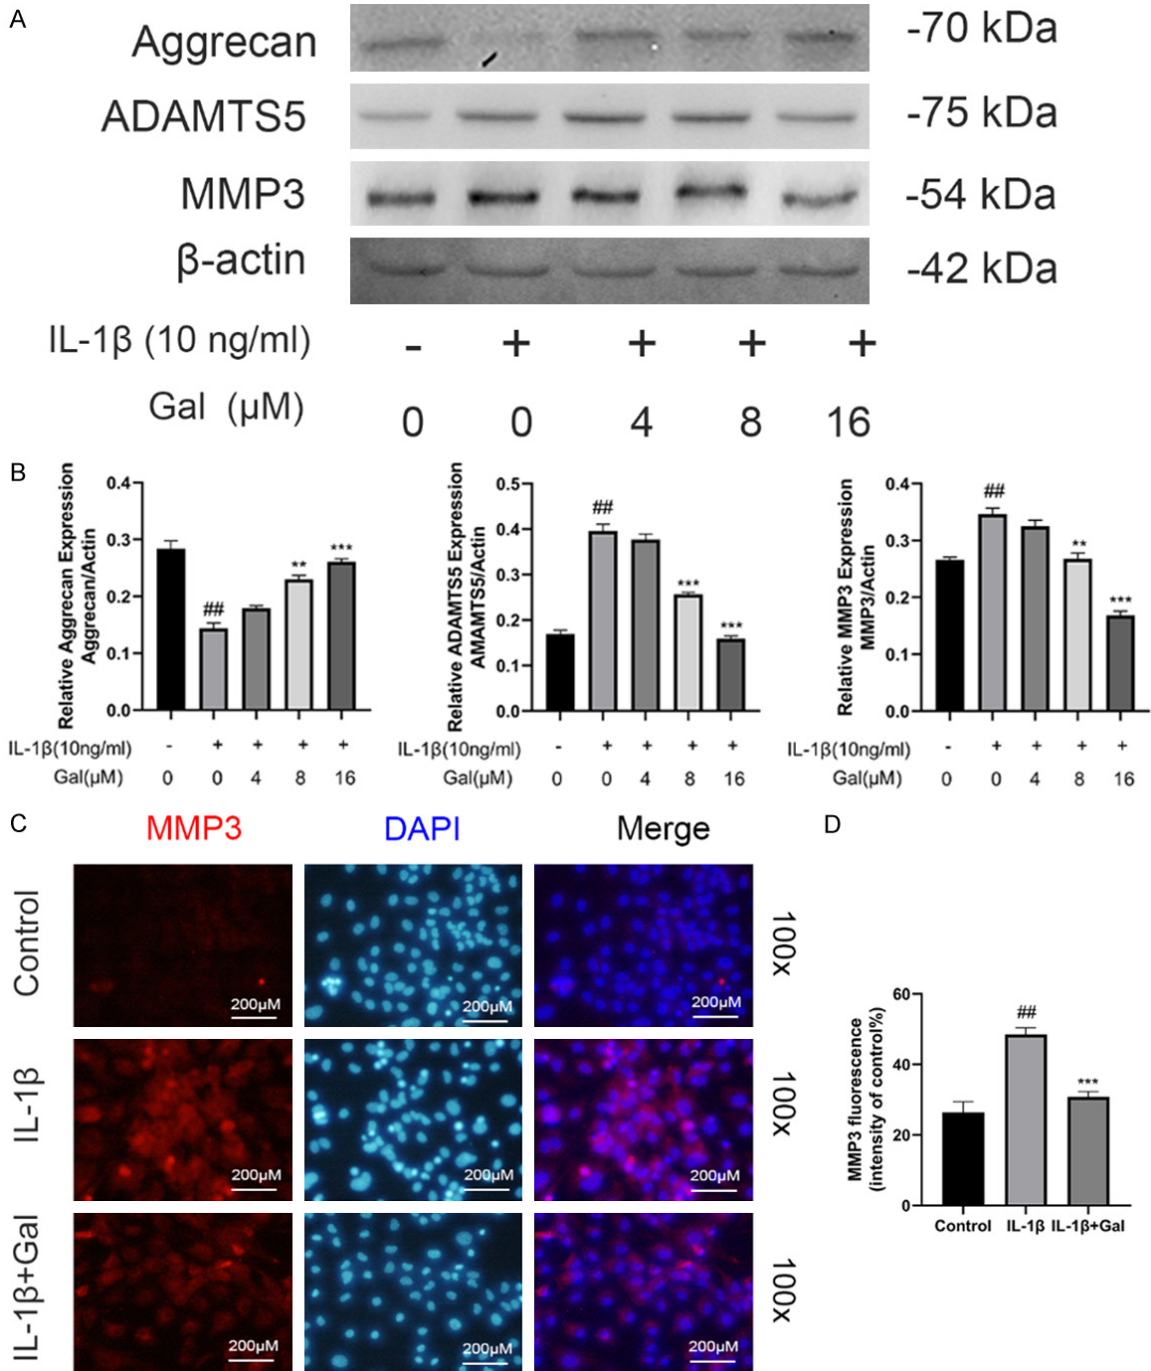 A
Aggrecan
-70 kDa
ADAMTS5
-75 kDa
MMP3
-54 kDa
β-actin
-42 kDa
IL-1β (10 ng/ml) - + + + +
Gal (μM) 0 0 4 8 16
B
Relative Aggrecan Expression
Aggrecan/Actin
0.4
0.3
0.2
0.1
0.0
##
**
***
IL-1β(10ng/ml) - + + + +
Gal(μM) 0 0 4 8 16
Relative ADAMTS5 Expression
AMAMTS5/Actin
0.5
0.4
0.3
0.2
0.1
0.0
##
***
***
IL-1β(10ng/ml) - + + + +
Gal(μM) 0 0 4 8 16
Relative MMP3 Expression
MMP3/Actin
0.4
0.3
0.2
0.1
0.0
##
**
***
IL-1β(10ng/ml) - + + + +
Gal(μM) 0 0 4 8 16
C
MMP3 DAPI Merge
Control
200μM
200μM
200μM
100x
IL-1β
200μM
200μM
200μM
100x
IL-1β+Gal
200μM
200μM
200μM
100x
D
MMP3 fluorescence
(intensity of control%)
60
40
20
0
##
***
Control IL-1β IL-1β+Gal